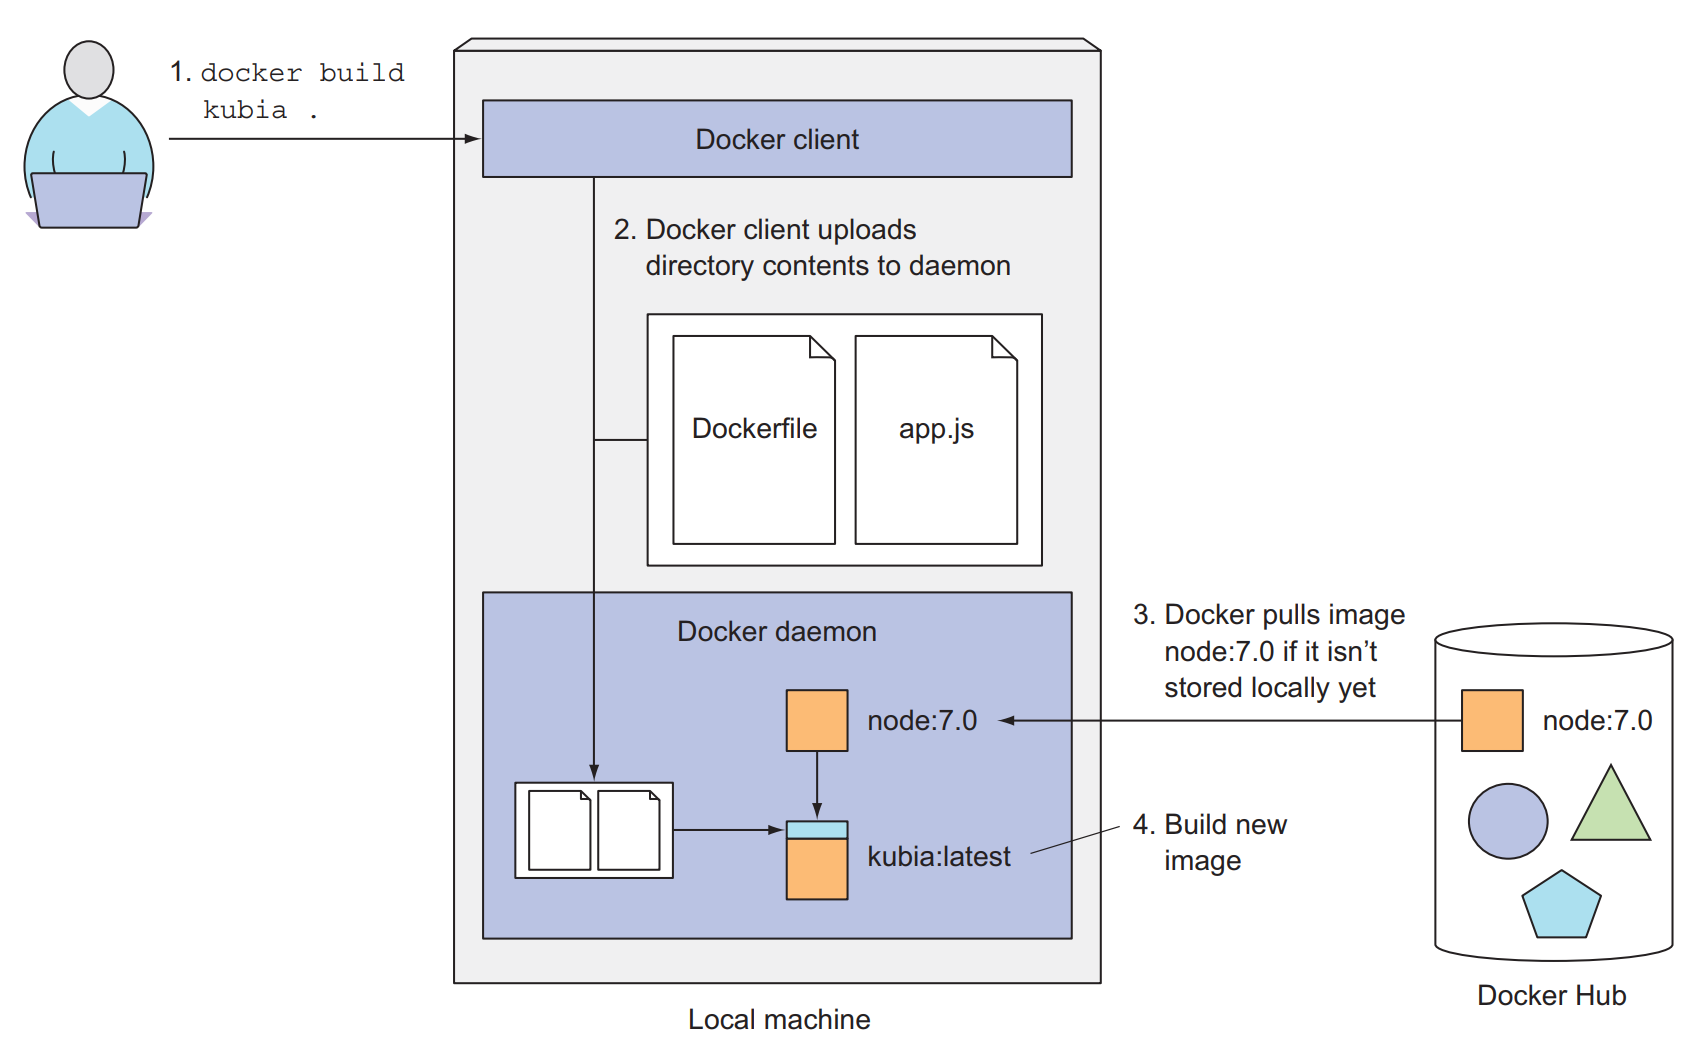 1. docker build
kubia .
Docker client
2. Docker client uploads
directory contents to daemon
Dockerfile
app.js
Docker daemon
3. Docker pulls image
node:7.0 if it isn’t
stored locally yet
node:7.0
node:7.0
4. Build new
image
kubia:latest
Docker Hub
Local machine